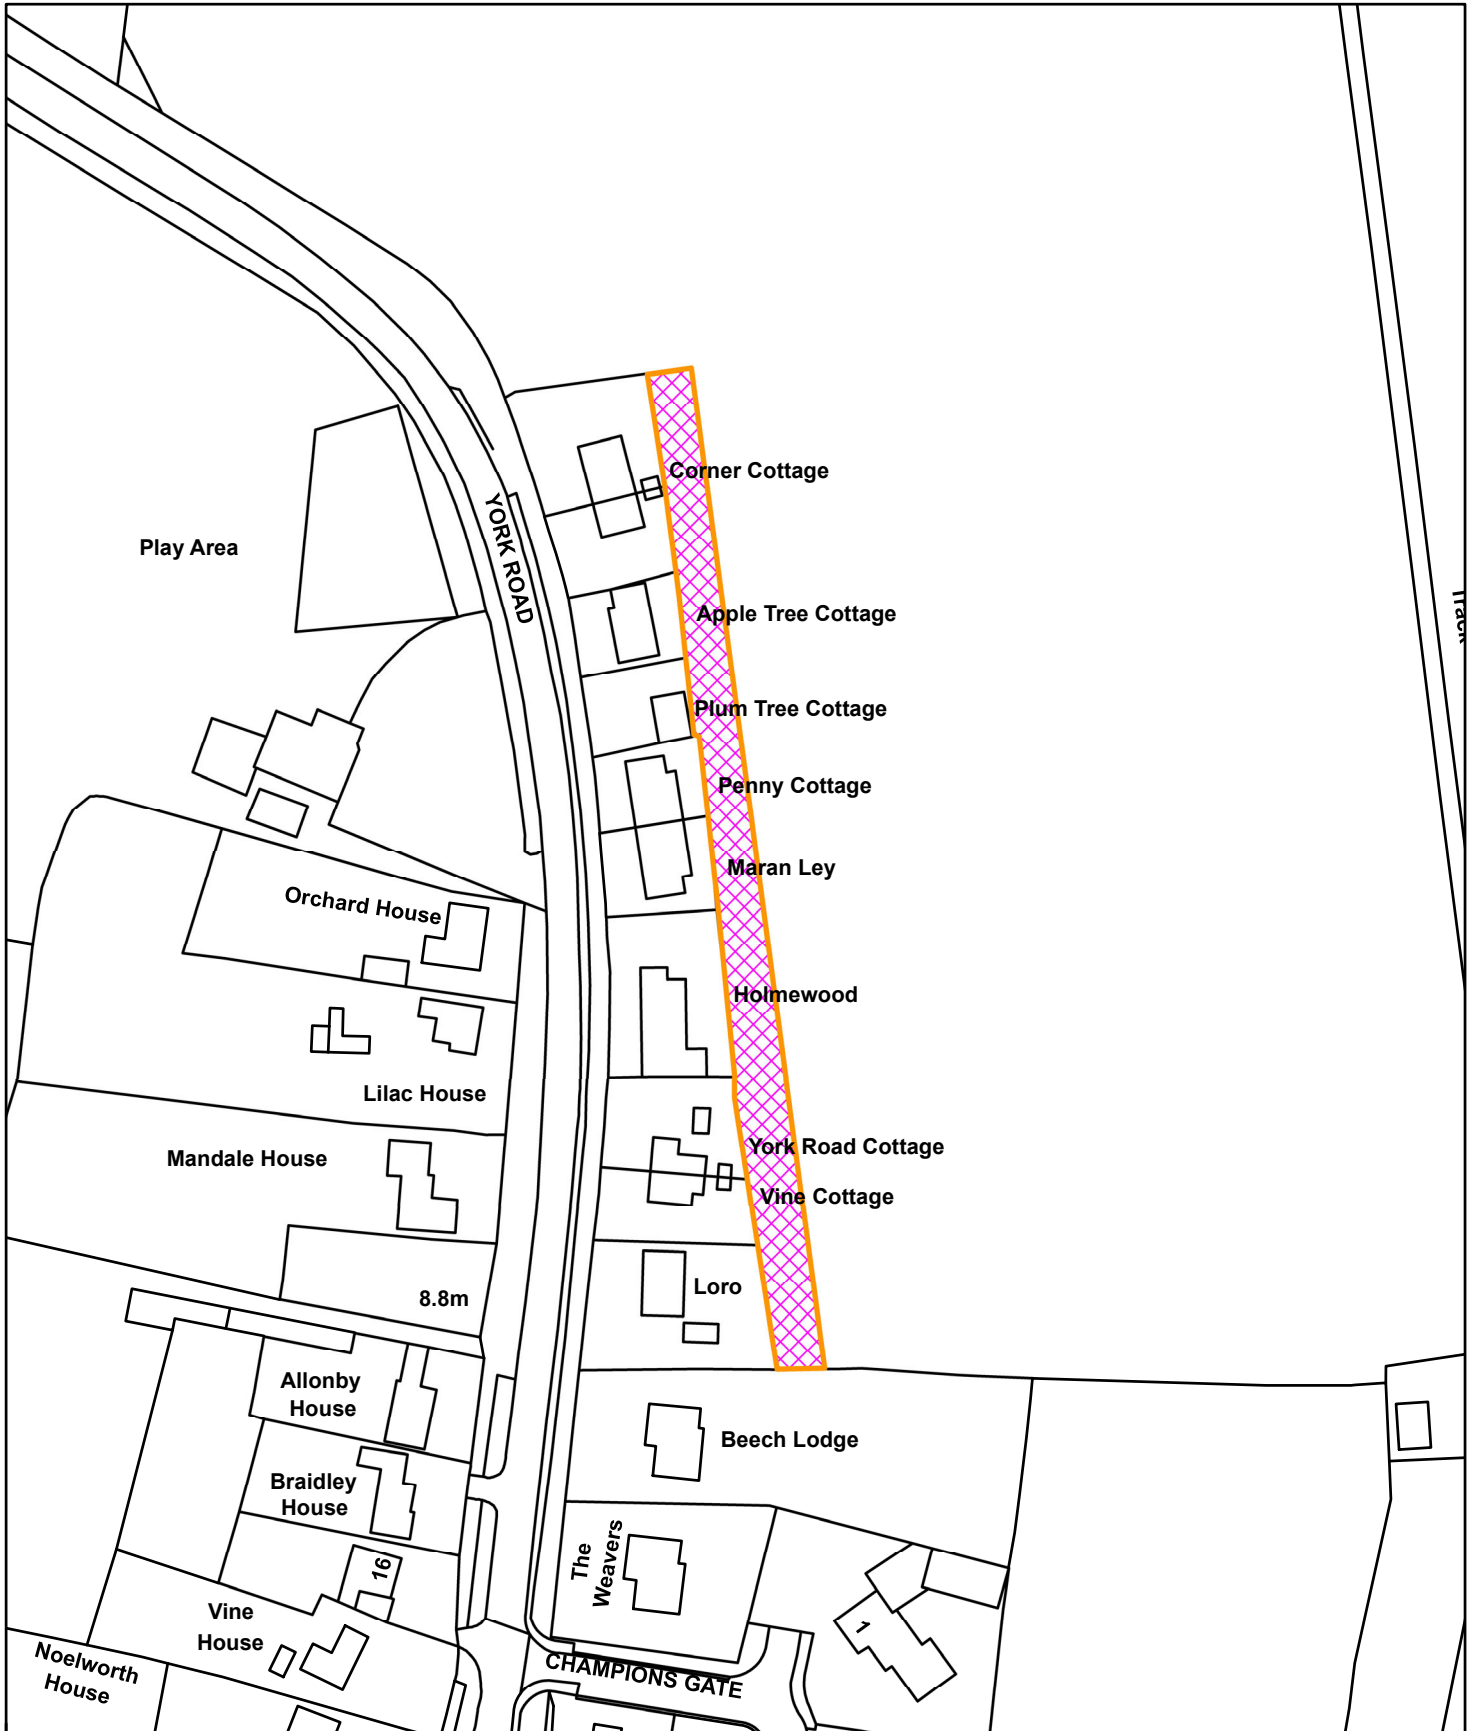 Corner Cottage
YORK ROAD
Play Area
Track
Apple Tree Cottage
Plum Tree Cottage
Penny Cottage
Maran Ley
Orchard House
Holmewood
Lilac House
York Road Cottage
Mandale House
Vine Cottage
Loro
8.8m
Allonby
House
Beech Lodge
Braidley
House
The
Weavers
16
Vine
House
1
Noelworth
House
CHAMPIONS GATE